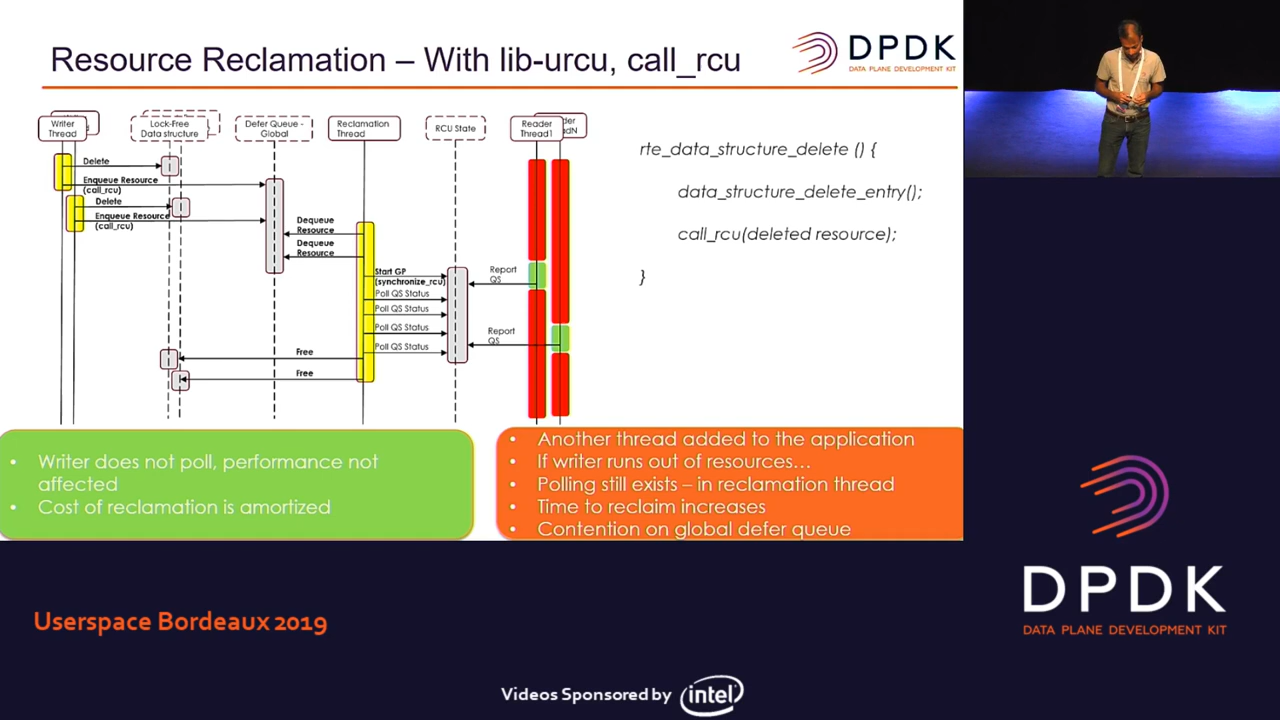 Resource Reclamation – With lib-urcu, call_rcu
DPDK
DATA PLANE DEVELOPMENT KIT
Writer
Thread
Lock-Free
Data structure
Defer Queue -
Global
Reclamation
Thread
RCU State
Reader
Thread1
der
adN
Delete
Enqueue Resource
(call_rcu)
Delete
Enqueue Resource
(call_rcu)
Dequeue
Resource
Dequeue
Resource
Start GP
(synchronize_rcu)
Poll QS Status
Poll QS Status
Poll QS Status
Poll QS Status
Report
QS
Report
QS
Free
Free
rte_data_structure_delete () {
data_structure_delete_entry();
call_rcu(deleted resource);
}
• Writer does not poll, performance not
affected
• Cost of reclamation is amortized
• Another thread added to the application
• If writer runs out of resources...
• Polling still exists – in reclamation thread
• Time to reclaim increases
• Contention on global defer queue
DPDK
DATA PLANE DEVELOPMENT KIT
Userspace Bordeaux 2019
Videos Sponsored by intel